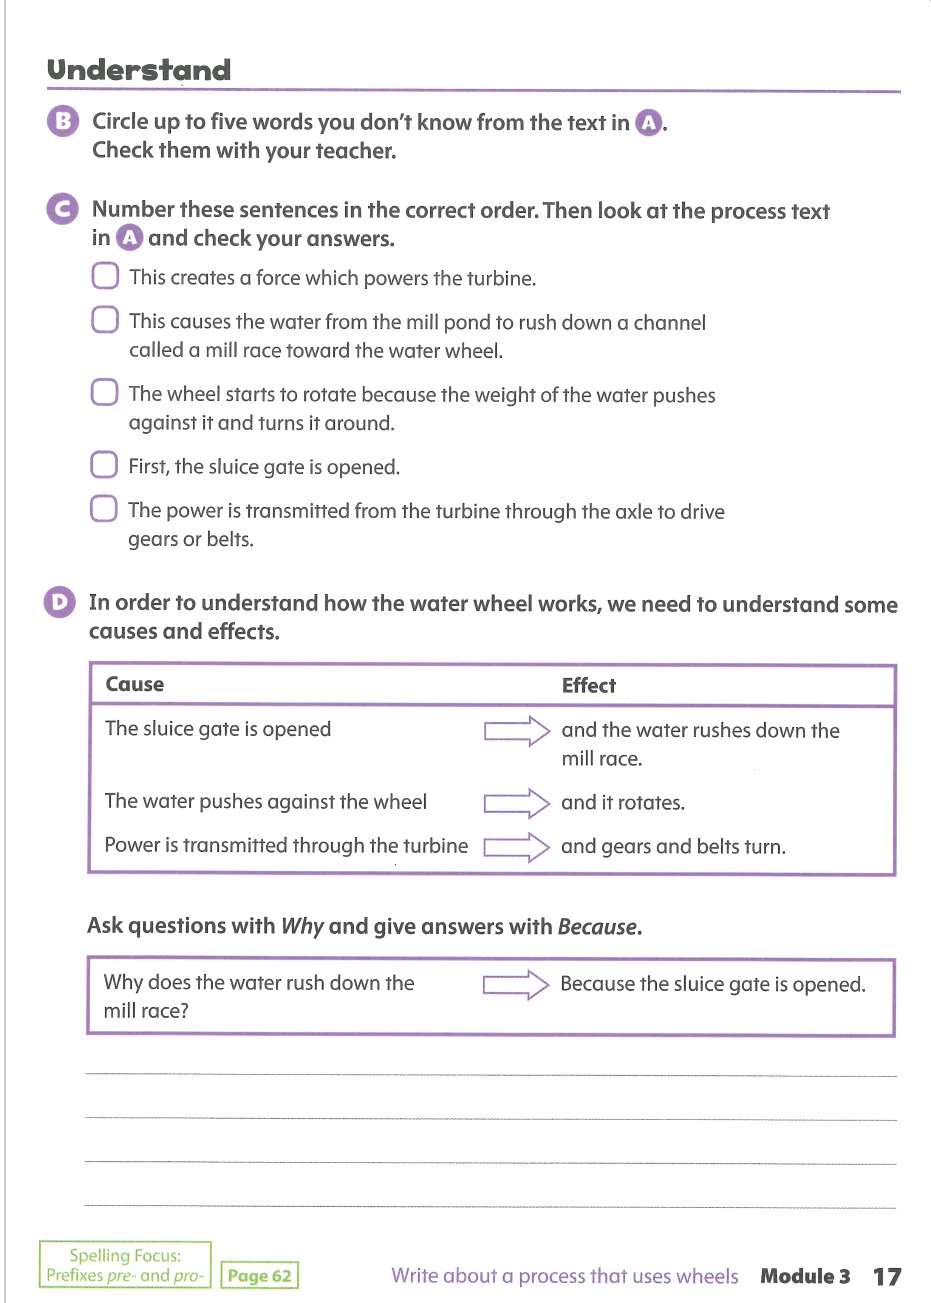 Understand
B Circle up to five words you don't know from the text in A.
Check them with your teacher.
C Number these sentences in the correct order. Then look at the process text
in A and check your answers.
This creates a force which powers the turbine.
This causes the water from the mill pond to rush down a channel
called a mill race toward the water wheel.
The wheel starts to rotate because the weight of the water pushes
against it and turns it around.
First, the sluice gate is opened.
The power is transmitted from the turbine through the axle to drive
gears or belts.
D In order to understand how the water wheel works, we need to understand some
causes and effects.
Cause Effect
The sluice gate is opened and the water rushes down the
mill race.
The water pushes against the wheel and it rotates.
Power is transmitted through the turbine and gears and belts turn.
Ask questions with Why and give answers with Because.
Why does the water rush down the Because the sluice gate is opened.
mill race?
Spelling Focus:
Prefixes pre- and pro- Page 62
Write about a process that uses wheels Module 3 17